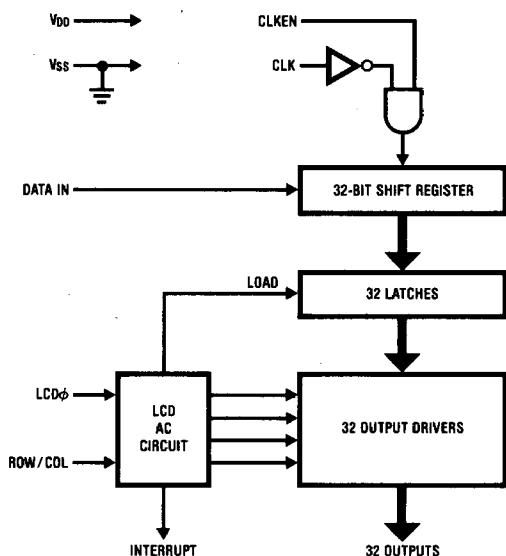 VDD
CLKEN
VSS
CLK
DATA IN
32-BIT SHIFT REGISTER
LOAD
32 LATCHES
LCDϕ
LCD
AC
CIRCUIT
32 OUTPUT DRIVERS
ROW/COL
INTERRUPT
32 OUTPUTS